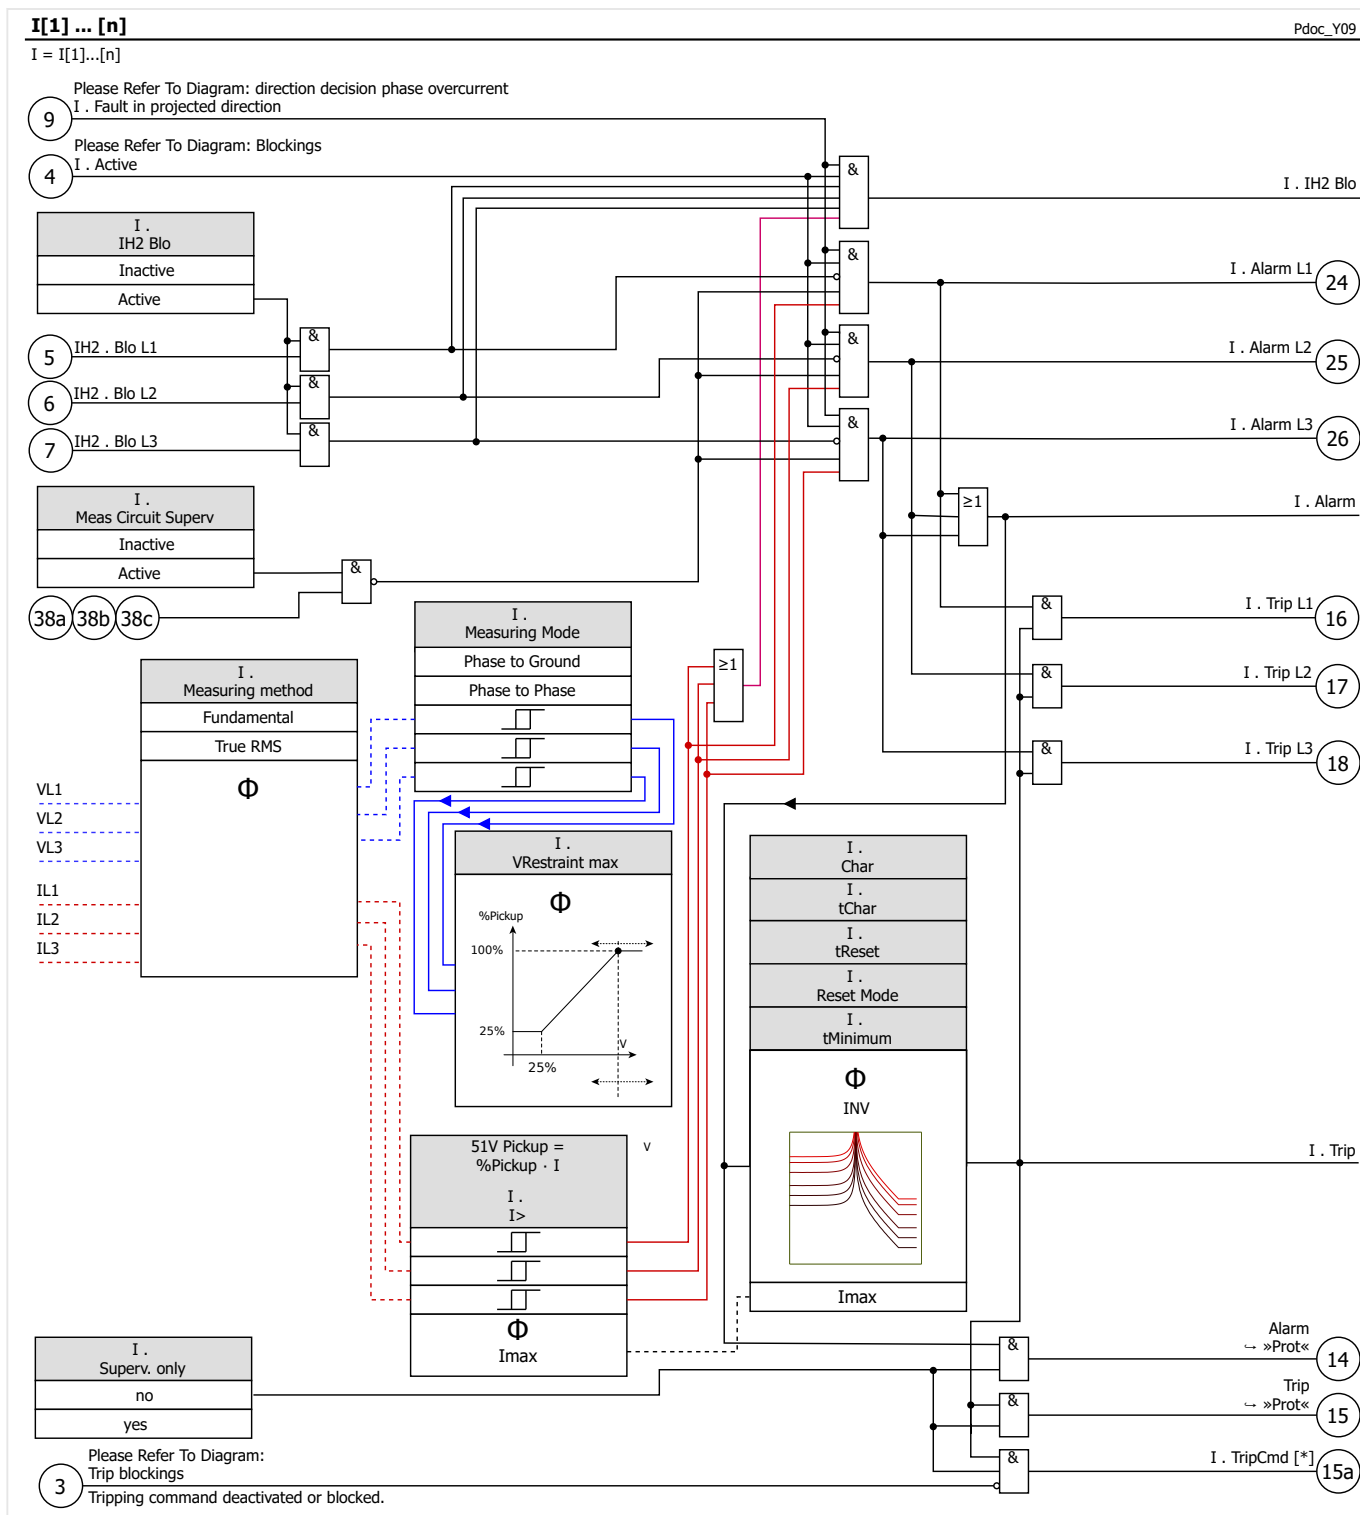 I[1] ... [n]
Pdoc_Y09
I = I[1]...[n]
Please Refer To Diagram: direction decision phase overcurrent
9
I . Fault in projected direction
Please Refer To Diagram: Blockings
4
I . Active
&
I . IH2 Blo
I .
IH2 Blo
Inactive
Active
&
I . Alarm L1
24
5
IH2 . Blo L1
&
&
I . Alarm L2
25
6
IH2 . Blo L2
&
7
IH2 . Blo L3
&
&
I . Alarm L3
26
I .
Meas Circuit Superv
Inactive
Active
≥1
I . Alarm
&
38a
38b
38c
&
I . Trip L1
16
I .
Measuring Mode
Phase to Ground
Phase to Phase
≥1
&
I . Trip L2
17
I .
Measuring method
Fundamental
True RMS
Φ
&
I . Trip L3
18
VL1
VL2
VL3
IL1
IL2
IL3
I .
VRestraint max
Φ
%Pickup
100%
25%
V
25%
I .
Char
I .
tChar
I .
tReset
I .
Reset Mode
I .
tMinimum
Φ
INV
Imax
I . Trip
51V Pickup =
%Pickup · I
V
I .
I>
Φ
Imax
I .
Superv. only
no
yes
&
Alarm
↪ »Prot«
14
&
Trip
↪ »Prot«
15
&
I . TripCmd [*]
15a
Please Refer To Diagram:
Trip blockings
3
Tripping command deactivated or blocked.